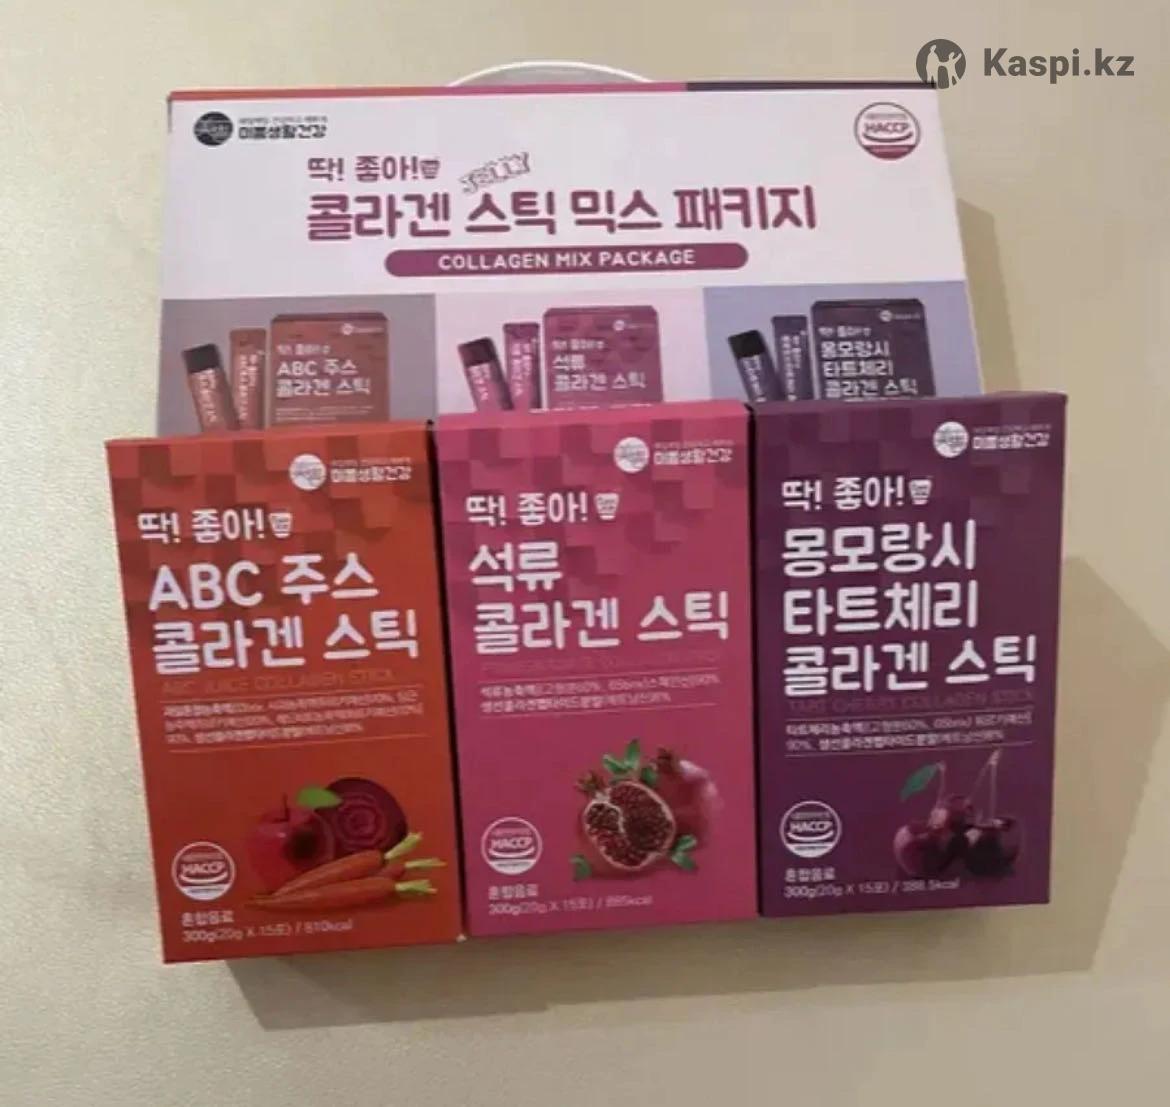 Kaspi.kz
미쁨생활건강
HACCP
딱! 좋아!
콜라겐 스틱 믹스 패키지
COLLAGEN MIX PACKAGE
딱! 좋아!
ABC 주스
콜라겐 스틱
석류
콜라겐 스틱
몽모랑시
타트체리
콜라겐 스틱
미쁨생활건강
딱! 좋아!
ABC 주스
콜라겐 스틱
ABC JUICE COLLAGEN STICK
HACCP
혼합음료
300g(20g X 15포) / 810kcal
미쁨생활건강
딱! 좋아!
석류
콜라겐 스틱
HACCP
혼합음료
300g(20g X 15포) / 885kcal
미쁨생활건강
딱! 좋아!
몽모랑시
타트체리
콜라겐 스틱
TART CHERRY COLLAGEN STICK
HACCP
혼합음료
300g(20g X 15포) / 388.5kcal